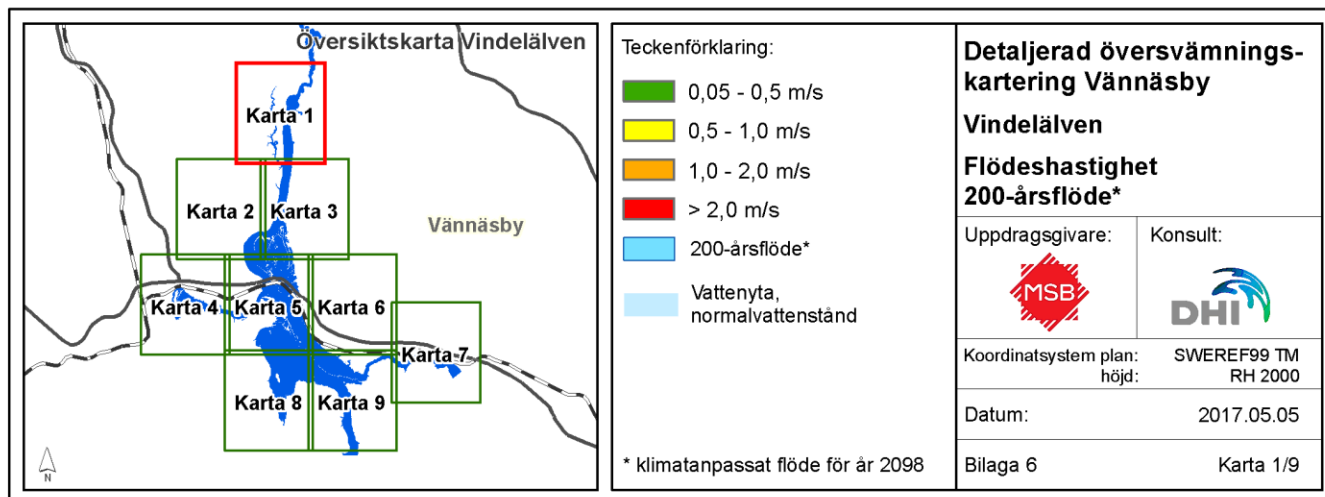 Översiktskarta Vindelälven
Karta 1
Karta 2
Karta 3
Vännäsby
Karta 4
Karta 5
Karta 6
Karta 7
Karta 8
Karta 9
N
Teckenförklaring:
0,05 - 0,5 m/s
0,5 - 1,0 m/s
1,0 - 2,0 m/s
> 2,0 m/s
200-årsflöde*
Vattenyta,
normalvattenstånd
* klimatanpassat flöde för år 2098
Detaljerad översvämnings-
kartering Vännäsby
Vindelälven
Flödeshastighet
200-årsflöde*
Uppdragsgivare:
MSB
Konsult:
DHI
Koordinatsystem plan: SWEREF99 TM
höjd: RH 2000
Datum: 2017.05.05
Bilaga 6 Karta 1/9